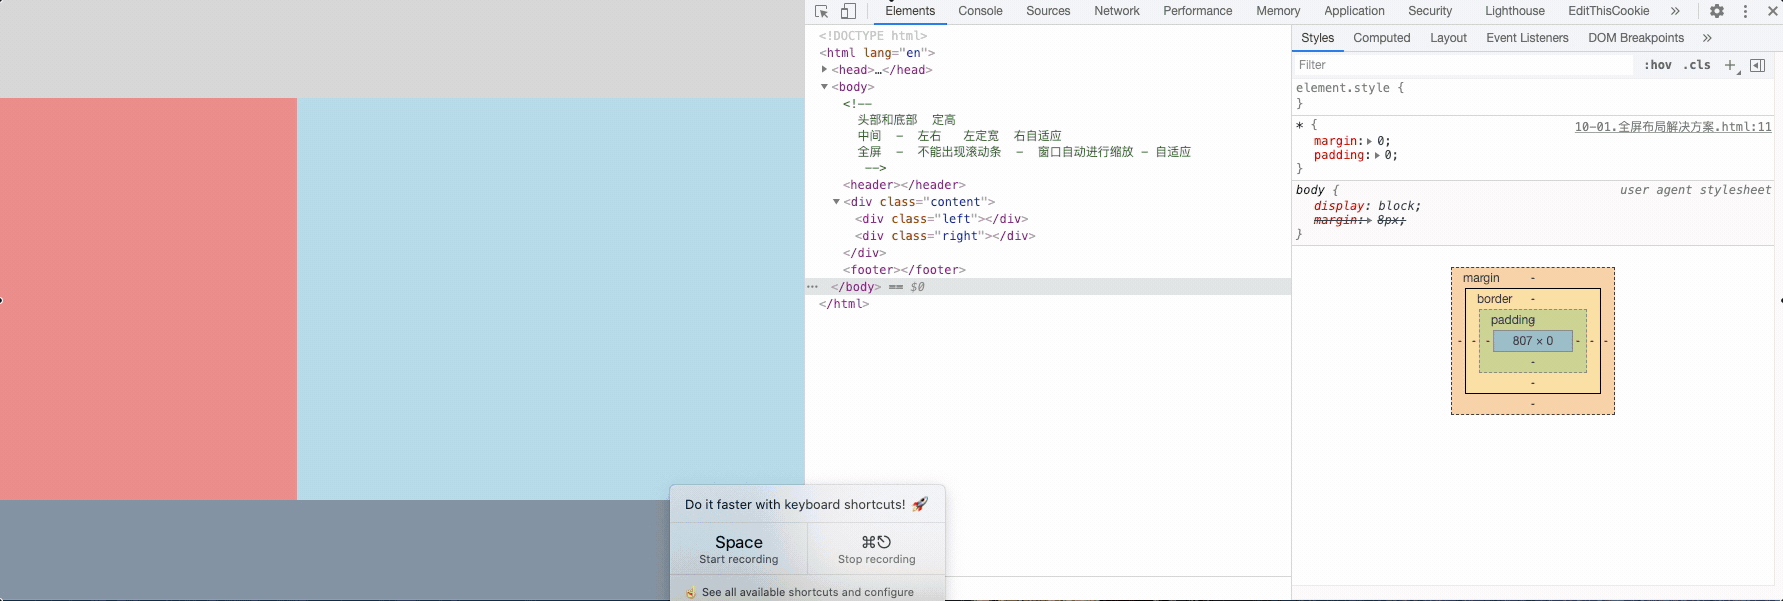 Elements Console Sources Network Performance Memory Application Security Lighthouse EditThisCookie »
<!DOCTYPE html>
<html lang="en">
<head>…</head>
<body>
<!--
头部和底部 定高
中间 - 左右 左定宽 右自适应
全屏 - 不能出现滚动条 - 窗口自动进行缩放 - 自适应
-->
<header></header>
<div class="content">
<div class="left"></div>
<div class="right"></div>
</div>
<footer></footer>
</body> == $0
</html>
Styles Computed Layout Event Listeners DOM Breakpoints »
Filter :hov .cls +
element.style {
}
* { 10-01.全屏布局解决方案.html:11
margin: 0;
padding: 0;
}
body { user agent stylesheet
display: block;
margin: 8px;
}
margin -
border -
padding -
- - - 807 × 0 - - -
-
-
-
Do it faster with keyboard shortcuts! 🚀
Space ⌘⎋
Start recording Stop recording
☝ See all available shortcuts and configure